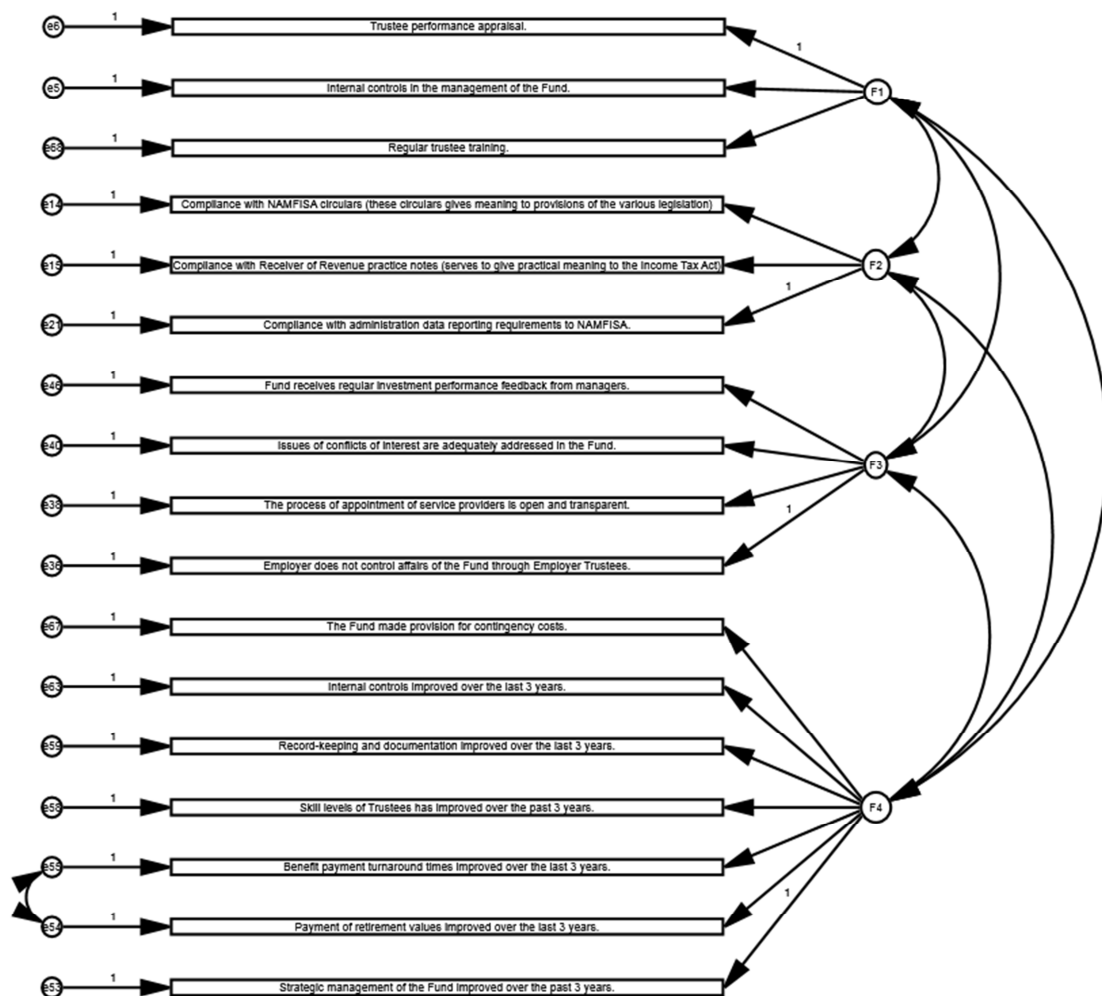 e6 1 Trustee performance appraisal.
1
e5 1 Internal controls in the management of the Fund.
F1
e68 1 Regular trustee training.
e14 1 Compliance with NAMFISA circulars (these circulars gives meaning to provisions of the various legislation)
e15 1 Compliance with Receiver of Revenue practice notes (serves to give practical meaning to the Income Tax Act)
F2
1
e21 1 Compliance with administration data reporting requirements to NAMFISA.
e46 1 Fund receives regular investment performance feedback from managers.
e40 1 Issues of conflicts of interest are adequately addressed in the Fund.
F3
e38 1 The process of appointment of service providers is open and transparent.
1
e36 1 Employer does not control affairs of the Fund through Employer Trustees.
e67 1 The Fund made provision for contingency costs.
e63 1 Internal controls improved over the last 3 years.
e59 1 Record-keeping and documentation improved over the last 3 years.
e58 1 Skill levels of Trustees has improved over the past 3 years.
F4
e55 1 Benefit payment turnaround times improved over the last 3 years.
1
e54 1 Payment of retirement values improved over the last 3 years.
e53 1 Strategic management of the Fund improved over the past 3 years.